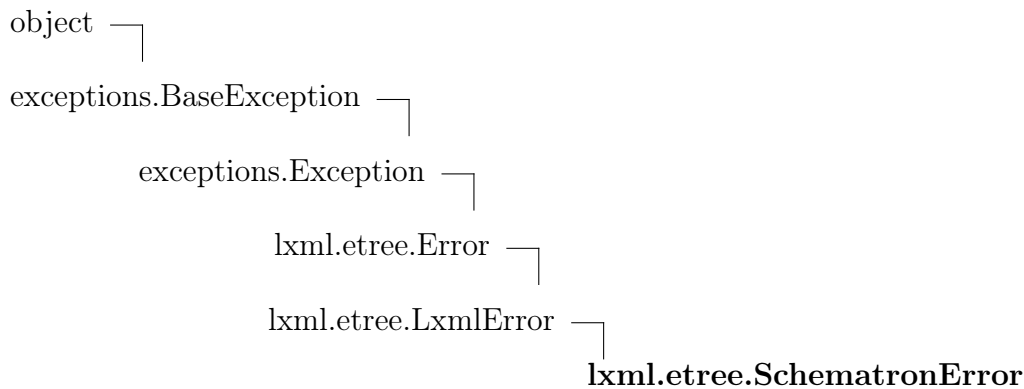 object
exceptions.BaseException
exceptions.Exception
lxml.etree.Error
lxml.etree.LxmlError
lxml.etree.SchematronError